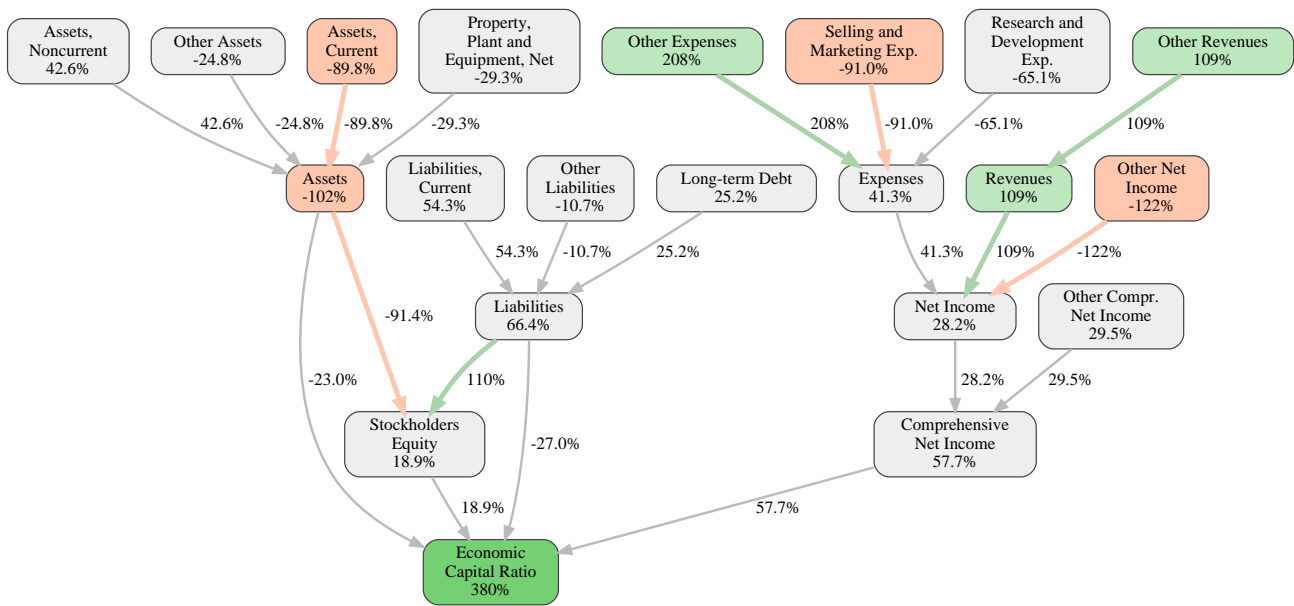 Assets,
Noncurrent
42.6%
Other Assets
-24.8%
Assets,
Current
-89.8%
Property,
Plant and
Equipment, Net
-29.3%
Other Expenses
208%
Selling and
Marketing Exp.
-91.0%
Research and
Development
Exp.
-65.1%
Other Revenues
109%
42.6%
-24.8%
-89.8%
-29.3%
208%
-91.0%
-65.1%
109%
Assets
-102%
Liabilities,
Current
54.3%
Other
Liabilities
-10.7%
Long-term Debt
25.2%
Expenses
41.3%
Revenues
109%
Other Net
Income
-122%
54.3%
-10.7%
25.2%
41.3%
109%
-122%
Liabilities
66.4%
Net Income
28.2%
Other Compr.
Net Income
29.5%
-91.4%
-23.0%
110%
28.2%
29.5%
Stockholders
Equity
18.9%
-27.0%
Comprehensive
Net Income
57.7%
18.9%
57.7%
Economic
Capital Ratio
380%